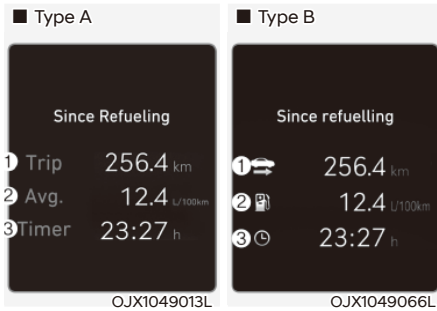 ■ Type A
Since Refueling
1 Trip 256.4 km
2 Avg. 12.4 L/100km
3 Timer 23:27 h
OJX1049013L
■ Type B
Since refuelling
1 256.4 km
2 12.4 L/100km
3 23:27 h
OJX1049066L